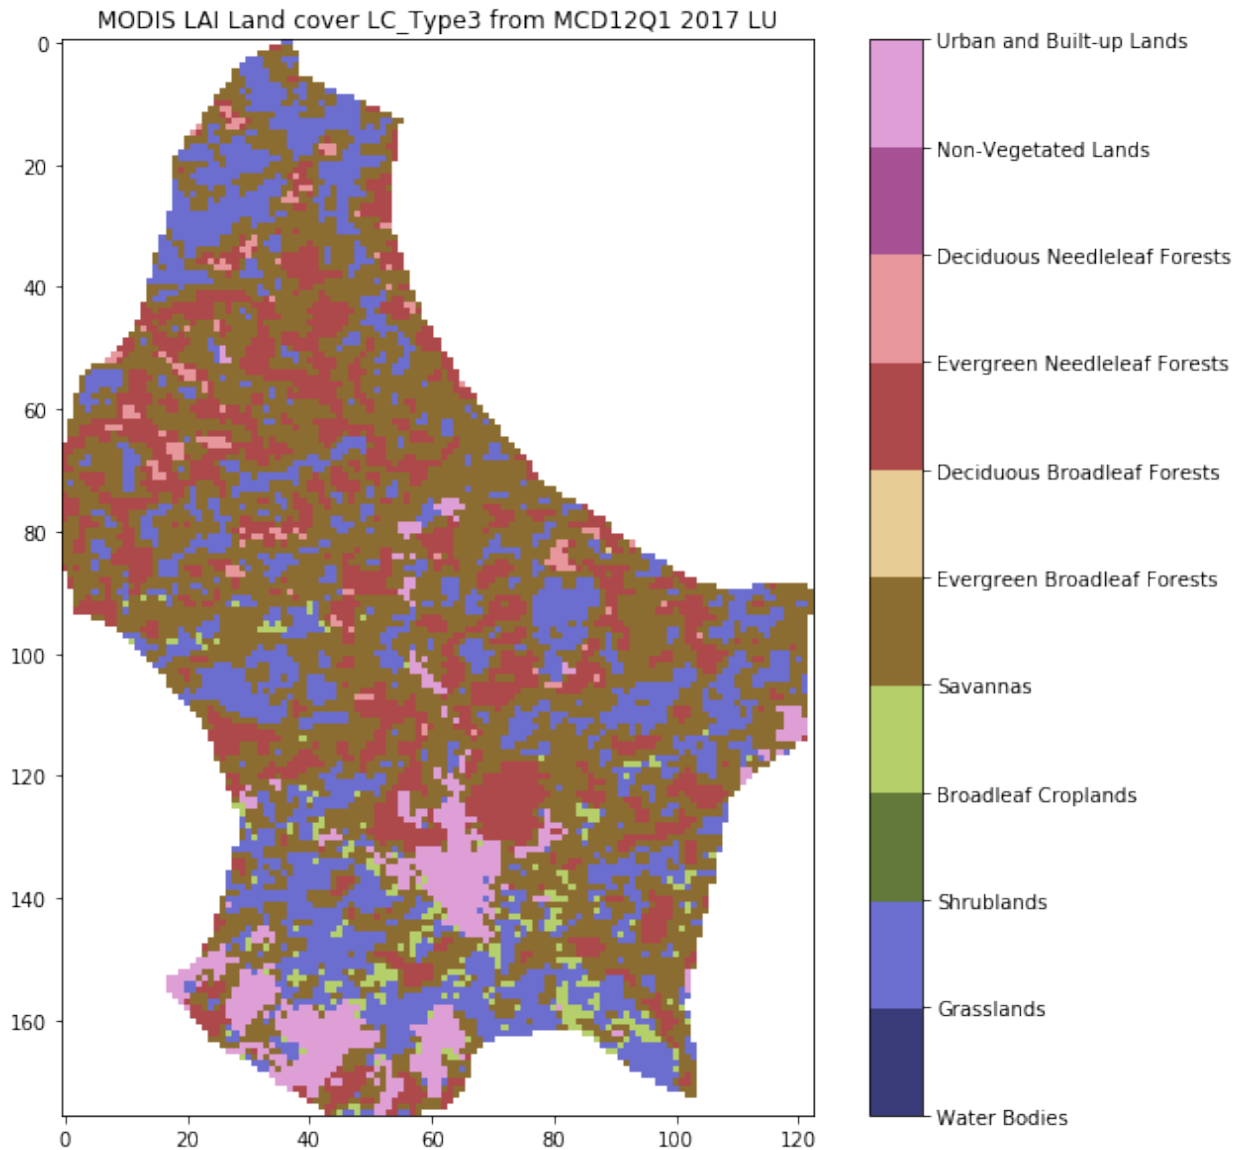 MODIS LAI Land cover LC_Type3 from MCD12Q1 2017 LU
0
20
40
60
80
100
120
140
160
0 20 40 60 80 100 120
Urban and Built-up Lands
Non-Vegetated Lands
Deciduous Needleleaf Forests
Evergreen Needleleaf Forests
Deciduous Broadleaf Forests
Evergreen Broadleaf Forests
Savannas
Broadleaf Croplands
Shrublands
Grasslands
Water Bodies